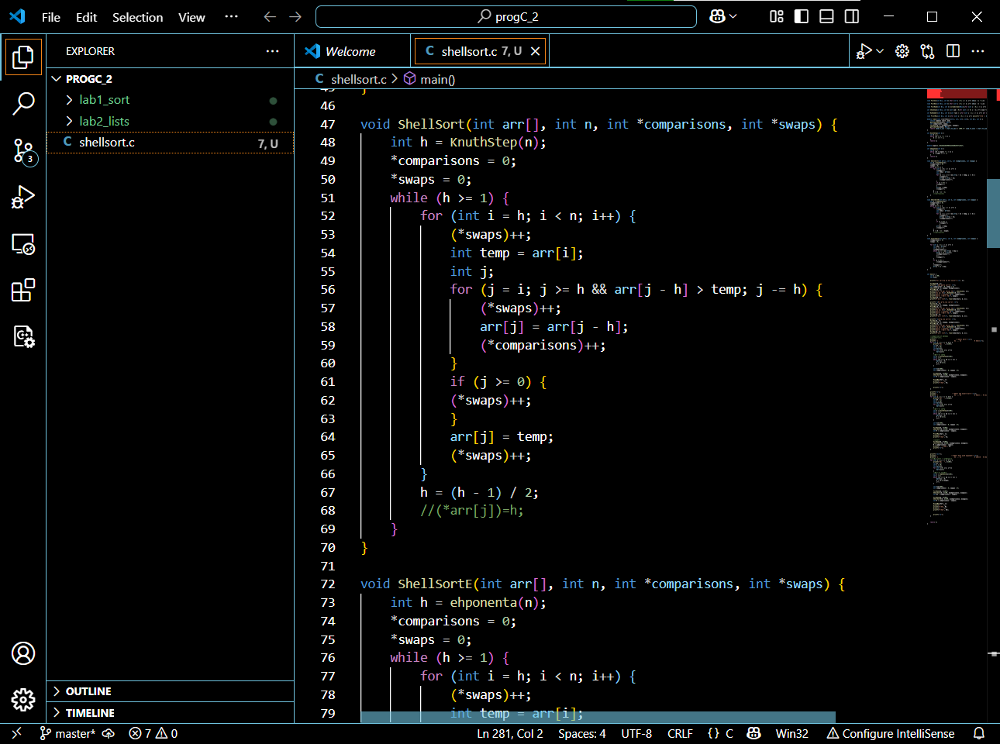 File Edit Selection View ··· progC_2
EXPLORER
PROGC_2
lab1_sort
lab2_lists
C shellsort.c 7, U
3
OUTLINE
TIMELINE
Welcome
C shellsort.c 7, U
C shellsort.c > main()
45 }
46
47 void ShellSort(int arr[], int n, int *comparisons, int *swaps) {
48 int h = KnuthStep(n);
49 *comparisons = 0;
50 *swaps = 0;
51 while (h >= 1) {
52 for (int i = h; i < n; i++) {
53 (*swaps)++;
54 int temp = arr[i];
55 int j;
56 for (j = i; j >= h && arr[j - h] > temp; j -= h) {
57 (*swaps)++;
58 arr[j] = arr[j - h];
59 (*comparisons)++;
60 }
61 if (j >= 0) {
62 (*swaps)++;
63 }
64 arr[j] = temp;
65 (*swaps)++;
66 }
67 h = (h - 1) / 2;
68 //(*arr[j])=h;
69 }
70 }
71
72 void ShellSortE(int arr[], int n, int *comparisons, int *swaps) {
73 int h = ehponenta(n);
74 *comparisons = 0;
75 *swaps = 0;
76 while (h >= 1) {
77 for (int i = h; i < n; i++) {
78 (*swaps)++;
79 int temp = arr[i];
master* 7 0 Ln 281, Col 2 Spaces: 4 UTF-8 CRLF {} C Win32 Configure IntelliSense